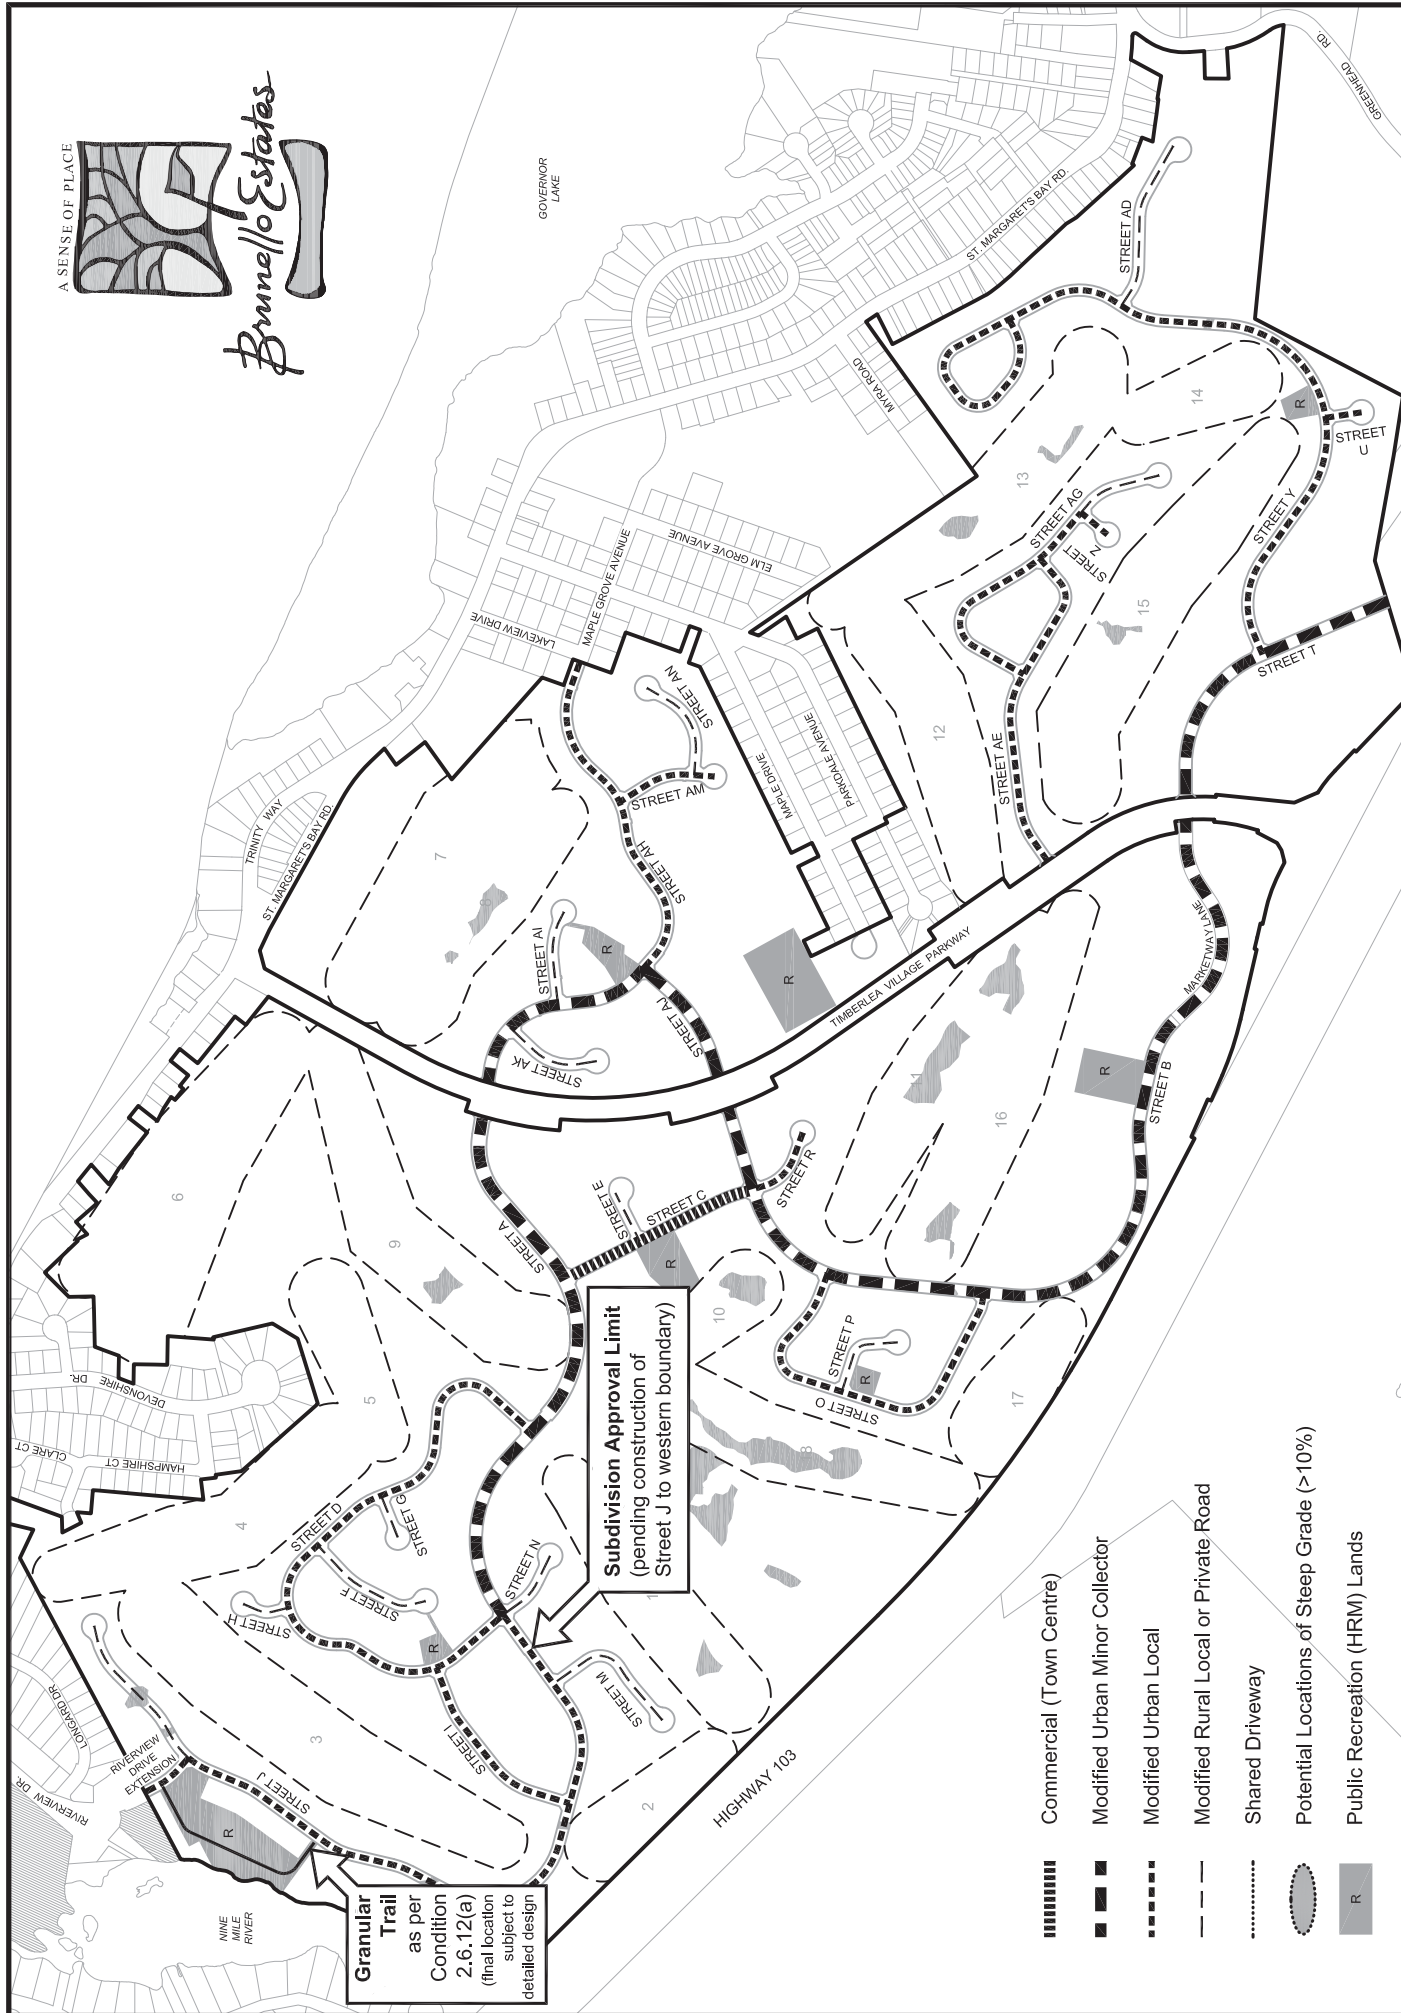 A SENSE OF PLACE
Brunello Estates
GOVERNOR
LAKE
GREENHEAD
RD.
ST. MARGARET'S BAY RD.
STREET AD
MYRA ROAD
14
R
STREET
U
13
STREET AG
STREET
Z
STREET Y
15
STREET T
ELM GROVE AVENUE
MAPLE GROVE AVENUE
LAKEVIEW DRIVE
STREET AN
STREET AM
MAPLE DRIVE
PARKDALE AVENUE
12
STREET AE
TRINITY WAY
ST. MARGARET'S BAY RD.
7
8
STREET AH
STREET AI
R
STREET AJ
STREET AK
R
TIMBERLEA VILLAGE PARKWAY
MARKETWAY LANE
11
16
R
STREET B
6
9
STREET A
STREET E
STREET C
STREET R
R
10
STREET P
R
STREET O
17
18
DEVONSHIRE
DR.
CLARE CT
HAMPSHIRE CT
5
4
STREET D
STREET G
STREET F
STREET H
R
STREET N
Subdivision Approval Limit
(pending construction of
Street J to western boundary)
1
STREET M
STREET I
3
2
LONGARD DR.
RIVERVIEW
DR.
RIVERVIEW
DRIVE
EXTENSION
STREET J
R
NINE
MILE
RIVER
Granular
Trail
as per
Condition
2.6.12(a)
(final location
subject to
detailed design
HIGHWAY 103
Commercial (Town Centre)
Modified Urban Minor Collector
Modified Urban Local
Modified Rural Local or Private Road
Shared Driveway
Potential Locations of Steep Grade (>10%)
R
Public Recreation (HRM) Lands